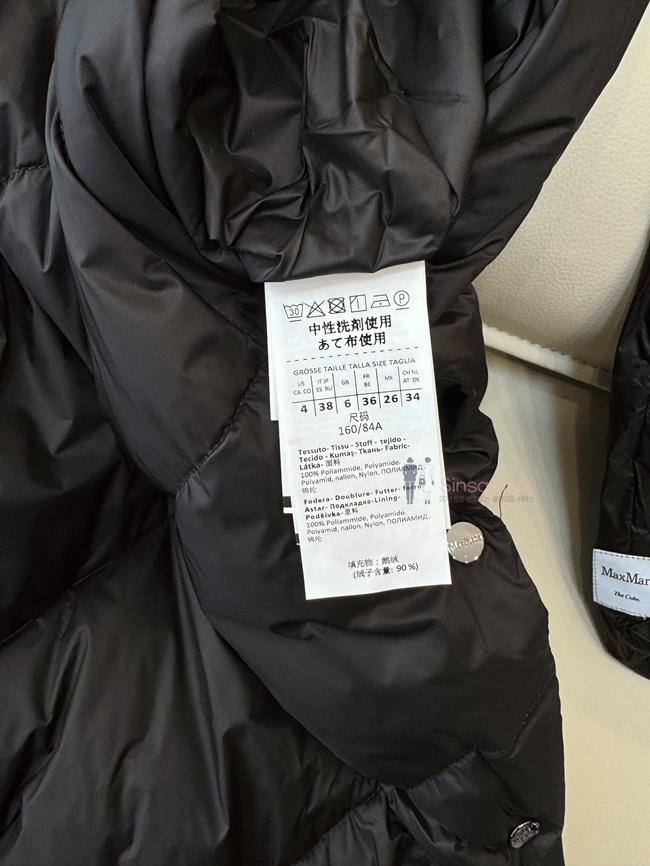 30
P
中性洗剤使用
あて布使用
GRÖSSE TAILLE TALLA SIZE TAGLIA
US CA CO
IT JP ES RU
GB
FR BE
MX
CH NL AT DE
4 38 6 36 26 34
尺码
160/84A
Tessuto- Tissu - Stoff - tejido -
Tecido - Kumaş- Ткань- Fabric-
Látka- 面料
100% Poliammide, Polyamide.
Polyamid, nailon, Nylon, ПОЛИАМИД.
锦纶
Fodera- Doublure- Futter- forro-
Astar- Подкладка-Lining-
Podšívka- 里料
100% Poliammide, Polyamide.
Polyamid, nailon, Nylon, ПОЛИАМИД.
锦纶
填充物：鹅绒
(绒子含量: 90%)
MaxMara
MaxMar
The Cube